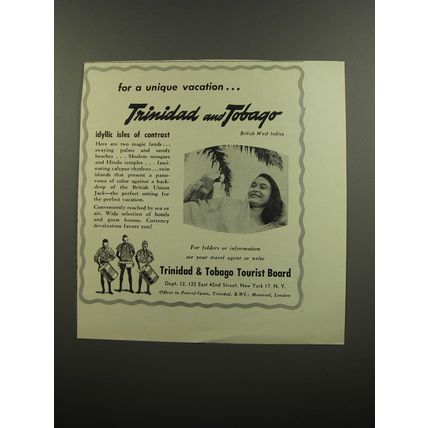 for a unique vacation...
Trinidad and Tobago
British West Indies
idyllic isles of contrast
Here are two magic lands...
swaying palms and sandy
beaches... Moslem mosques
and Hindu temples... fasci-
nating calypso rhythms...twin
islands that present a pano-
rama of color against a back-
drop of the British Union
Jack—the perfect setting for
the perfect vacation.
Conveniently reached by sea or
air. Wide selection of hotels
and guest houses. Currency
devaluation favors you!
For folders or information
see your travel agent or write
Trinidad & Tobago Tourist Board
Dept. 12, 122 East 42nd Street, New York 17, N. Y.
Offices in Port-of-Spain, Trinidad, B.W.I.; Montreal, London